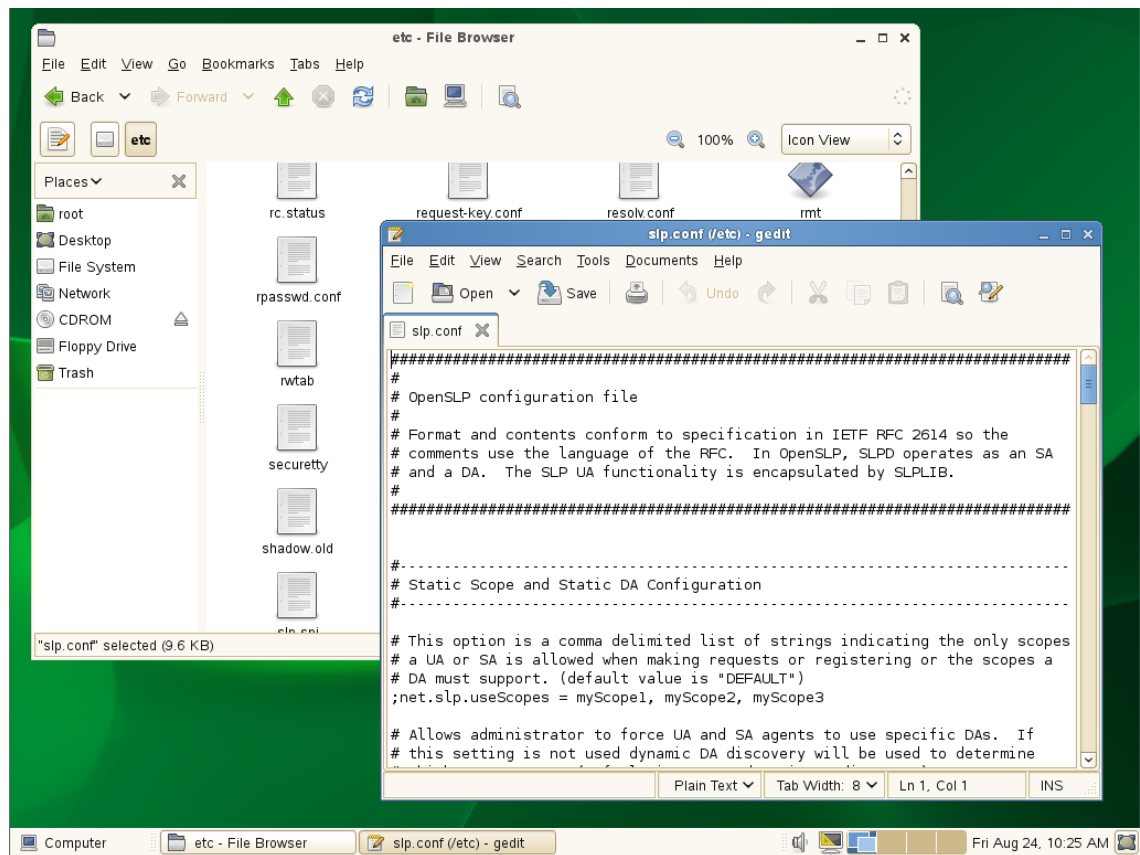 etc - File Browser
File Edit View Go Bookmarks Tabs Help
Back Forward
etc 100% Icon View
Places
root
Desktop
File System
Network
CDROM
Floppy Drive
Trash
rc.status request-key.conf resolv.conf rmt
rpasswd.conf
rwtab
securetty
shadow.old
slp.spi
"slp.conf" selected (9.6 KB)
slp.conf (/etc) - gedit
File Edit View Search Tools Documents Help
Open Save Undo
slp.conf
#############################################################################
#
# OpenSLP configuration file
#
# Format and contents conform to specification in IETF RFC 2614 so the
# comments use the language of the RFC.  In OpenSLP, SLPD operates as an SA
# and a DA.  The SLP UA functionality is encapsulated by SLPLIB.
#
#############################################################################
#----------------------------------------------------------------------------
# Static Scope and Static DA Configuration
#----------------------------------------------------------------------------
# This option is a comma delimited list of strings indicating the only scopes
# a UA or SA is allowed when making requests or registering or the scopes a
# DA must support. (default value is "DEFAULT")
;net.slp.useScopes = myScope1, myScope2, myScope3
# Allows administrator to force UA and SA agents to use specific DAs.  If
# this setting is not used dynamic DA discovery will be used to determine
Plain Text Tab Width: 8 Ln 1, Col 1 INS
Computer etc - File Browser slp.conf (/etc) - gedit Fri Aug 24, 10:25 AM